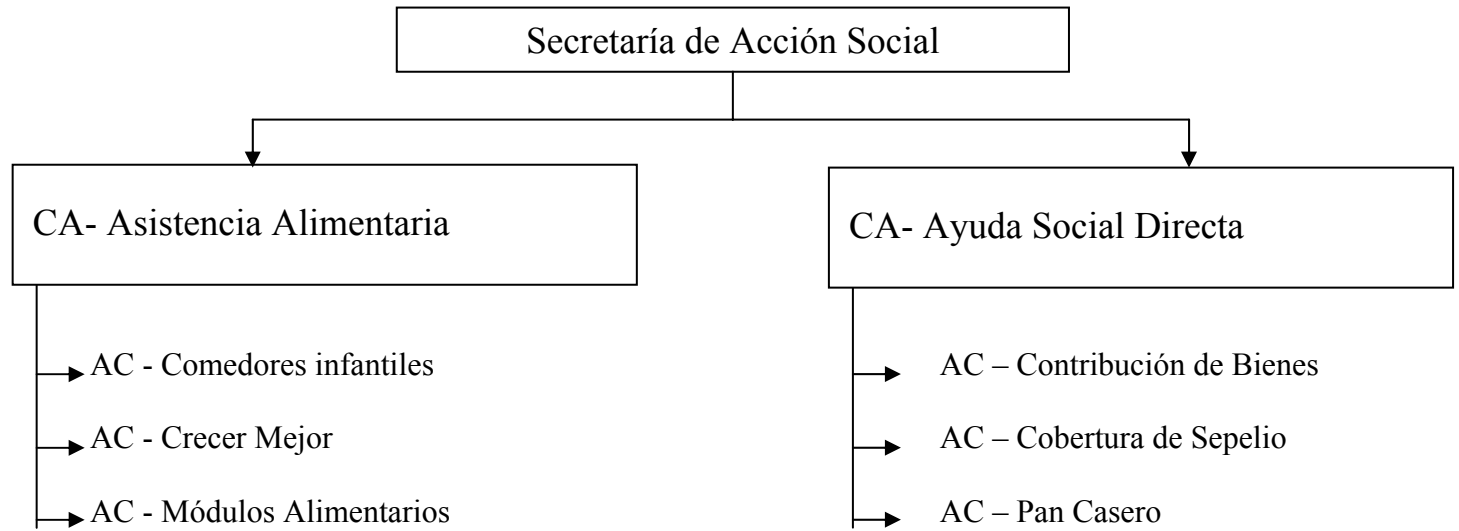 Secretaría de Acción Social
CA- Asistencia Alimentaria
AC - Comedores infantiles
AC - Crecer Mejor
AC - Módulos Alimentarios
CA- Ayuda Social Directa
AC – Contribución de Bienes
AC – Cobertura de Sepelio
AC – Pan Casero